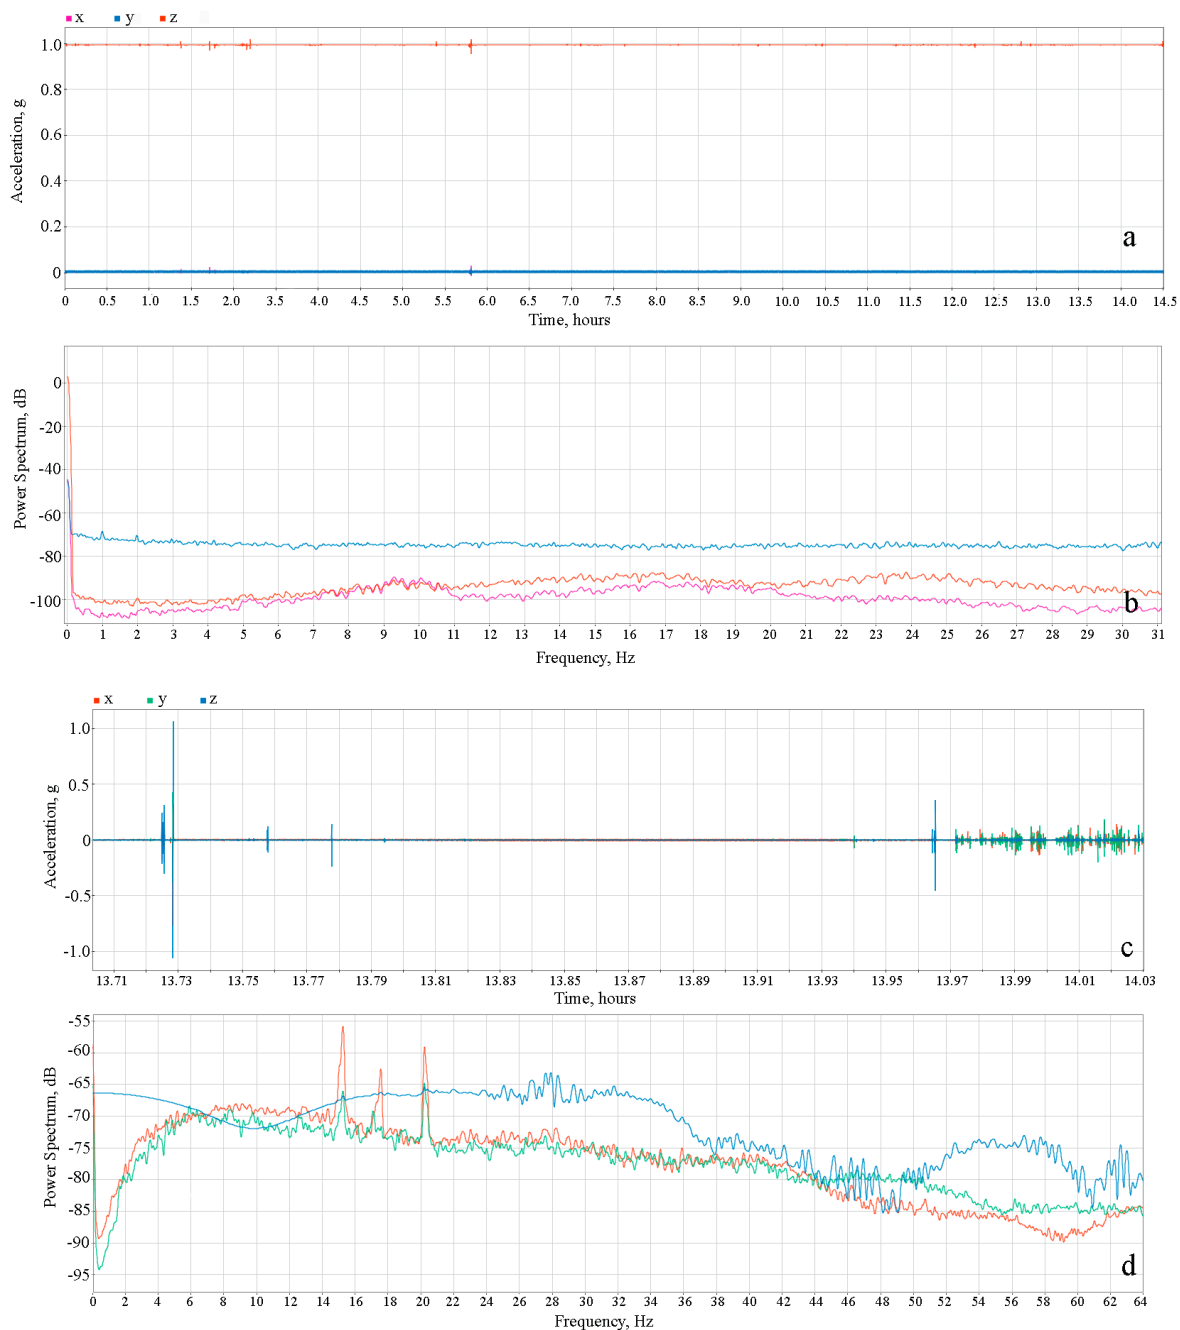 x y z
1.0
0.8
0.6
0.4
0.2
0
Acceleration, g
a
0 0.5 1.0 1.5 2.0 2.5 3.0 3.5 4.0 4.5 5.0 5.5 6.0 6.5 7.0 7.5 8.0 8.5 9.0 9.5 10.0 10.5 11.0 11.5 12.0 12.5 13.0 13.5 14.0 14.5
Time, hours
0
-20
-40
-60
-80
-100
Power Spectrum, dB
b
0 1 2 3 4 5 6 7 8 9 10 11 12 13 14 15 16 17 18 19 20 21 22 23 24 25 26 27 28 29 30 31
Frequency, Hz
x y z
1.0
0.5
0
-0.5
-1.0
Acceleration, g
c
13.71 13.73 13.75 13.77 13.79 13.81 13.83 13.85 13.87 13.89 13.91 13.93 13.95 13.97 13.99 14.01 14.03
Time, hours
-55
-60
-65
-70
-75
-80
-85
-90
-95
Power Spectrum, dB
d
0 2 4 6 8 10 12 14 16 18 20 22 24 26 28 30 32 34 36 38 40 42 44 46 48 50 52 54 56 58 60 62 64
Frequency, Hz